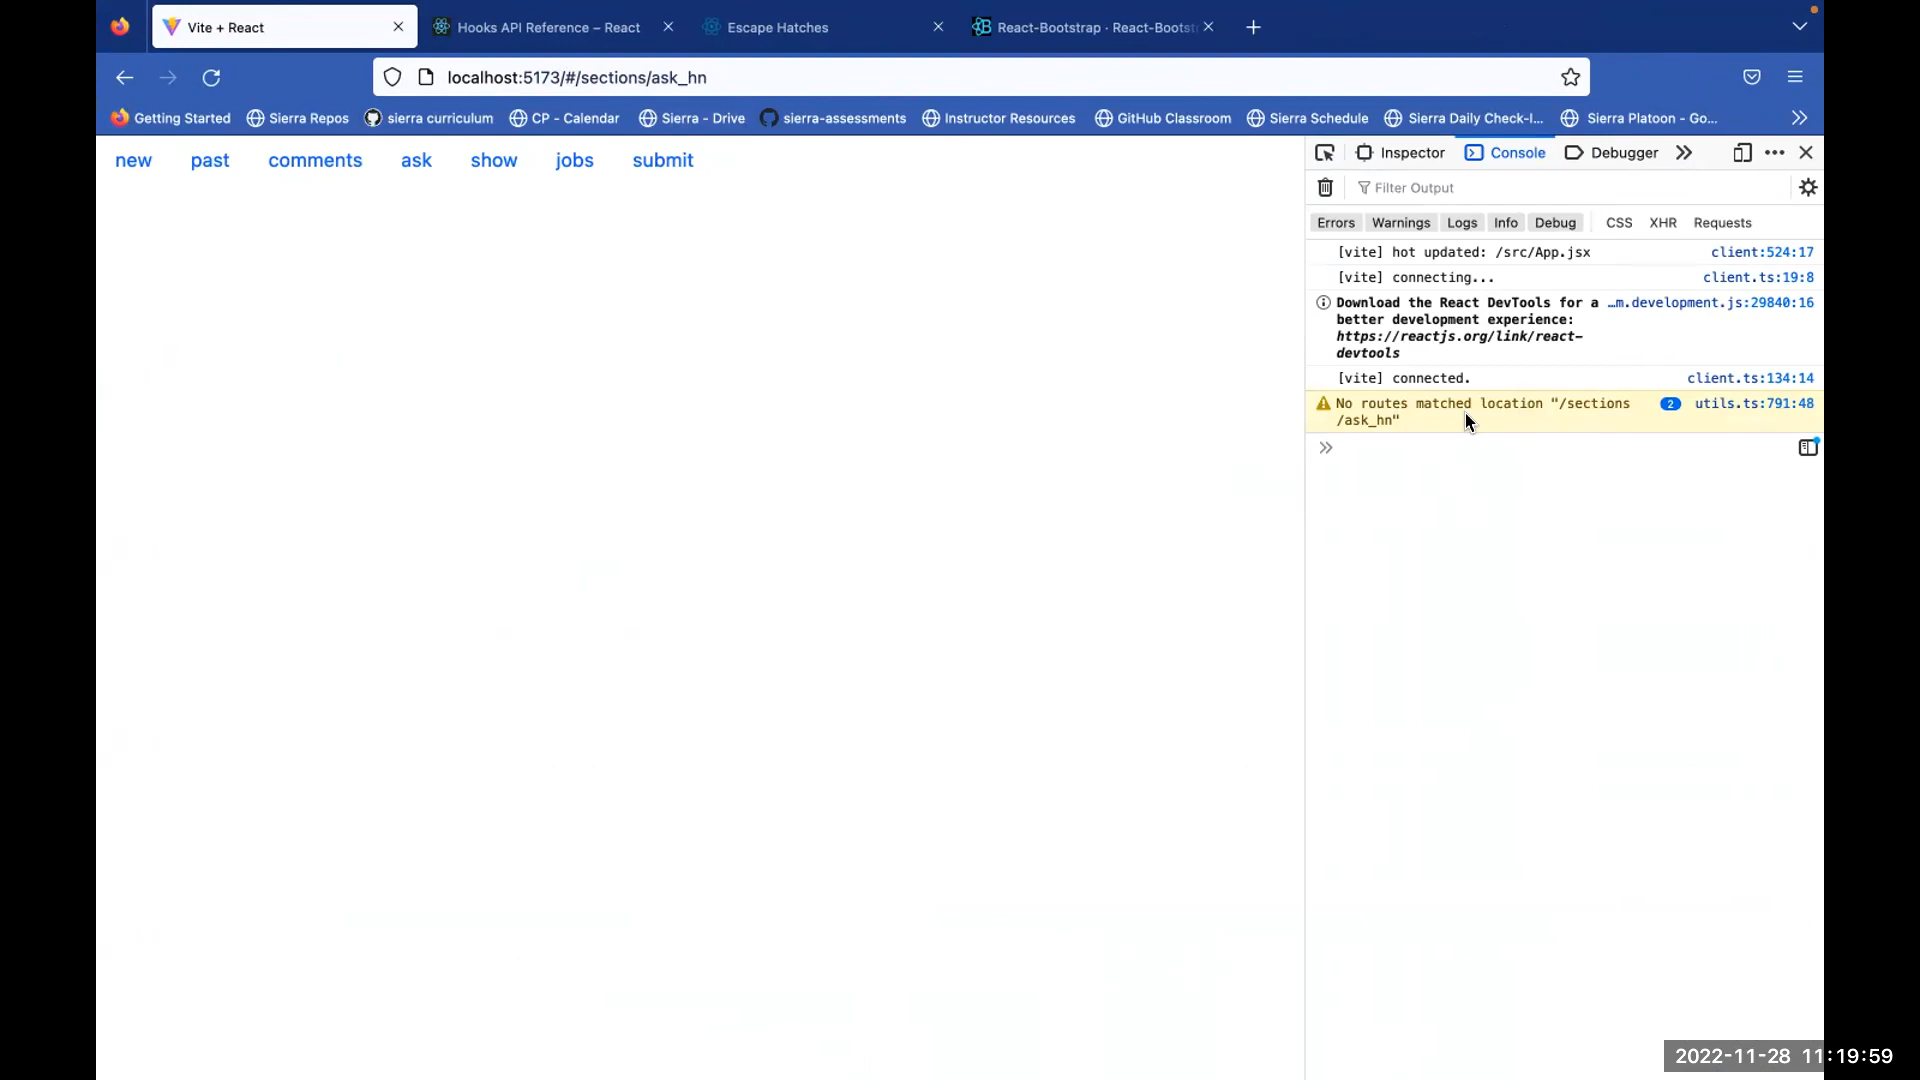 Vite + React
Hooks API Reference – React
Escape Hatches
React-Bootstrap · React-Bootst
localhost:5173/#/sections/ask_hn
Getting Started
Sierra Repos
sierra curriculum
CP - Calendar
Sierra - Drive
sierra-assessments
Instructor Resources
GitHub Classroom
Sierra Schedule
Sierra Daily Check-I...
Sierra Platoon - Go...
new past comments ask show jobs submit
Inspector Console Debugger
Filter Output
Errors Warnings Logs Info Debug CSS XHR Requests
[vite] hot updated: /src/App.jsx client:524:17
[vite] connecting... client.ts:19:8
Download the React DevTools for a …m.development.js:29840:16
better development experience:
https://reactjs.org/link/react-
devtools
[vite] connected. client.ts:134:14
No routes matched location "/sections 2 utils.ts:791:48
/ask_hn"
2022-11-28 11:19:59